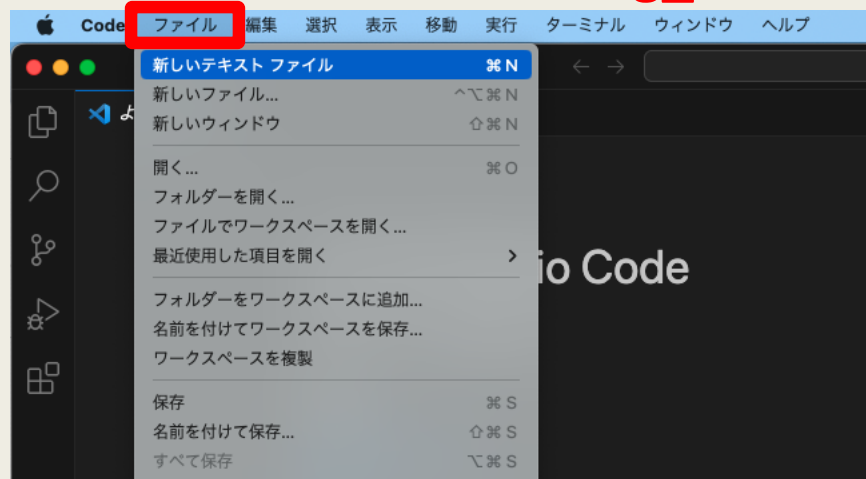 Code ファイル 編集 選択 表示 移動 実行 ターミナル ウィンドウ ヘルプ
新しいテキスト ファイル ⌘ N
新しいファイル... ^⌥⌘ N
よ
新しいウィンドウ ⇧⌘ N
開く... ⌘ O
フォルダーを開く...
ファイルでワークスペースを開く...
最近使用した項目を開く >
io Code
フォルダーをワークスペースに追加...
名前を付けてワークスペースを保存...
ワークスペースを複製
保存 ⌘ S
名前を付けて保存... ⇧⌘ S
すべて保存 ⌥⌘ S